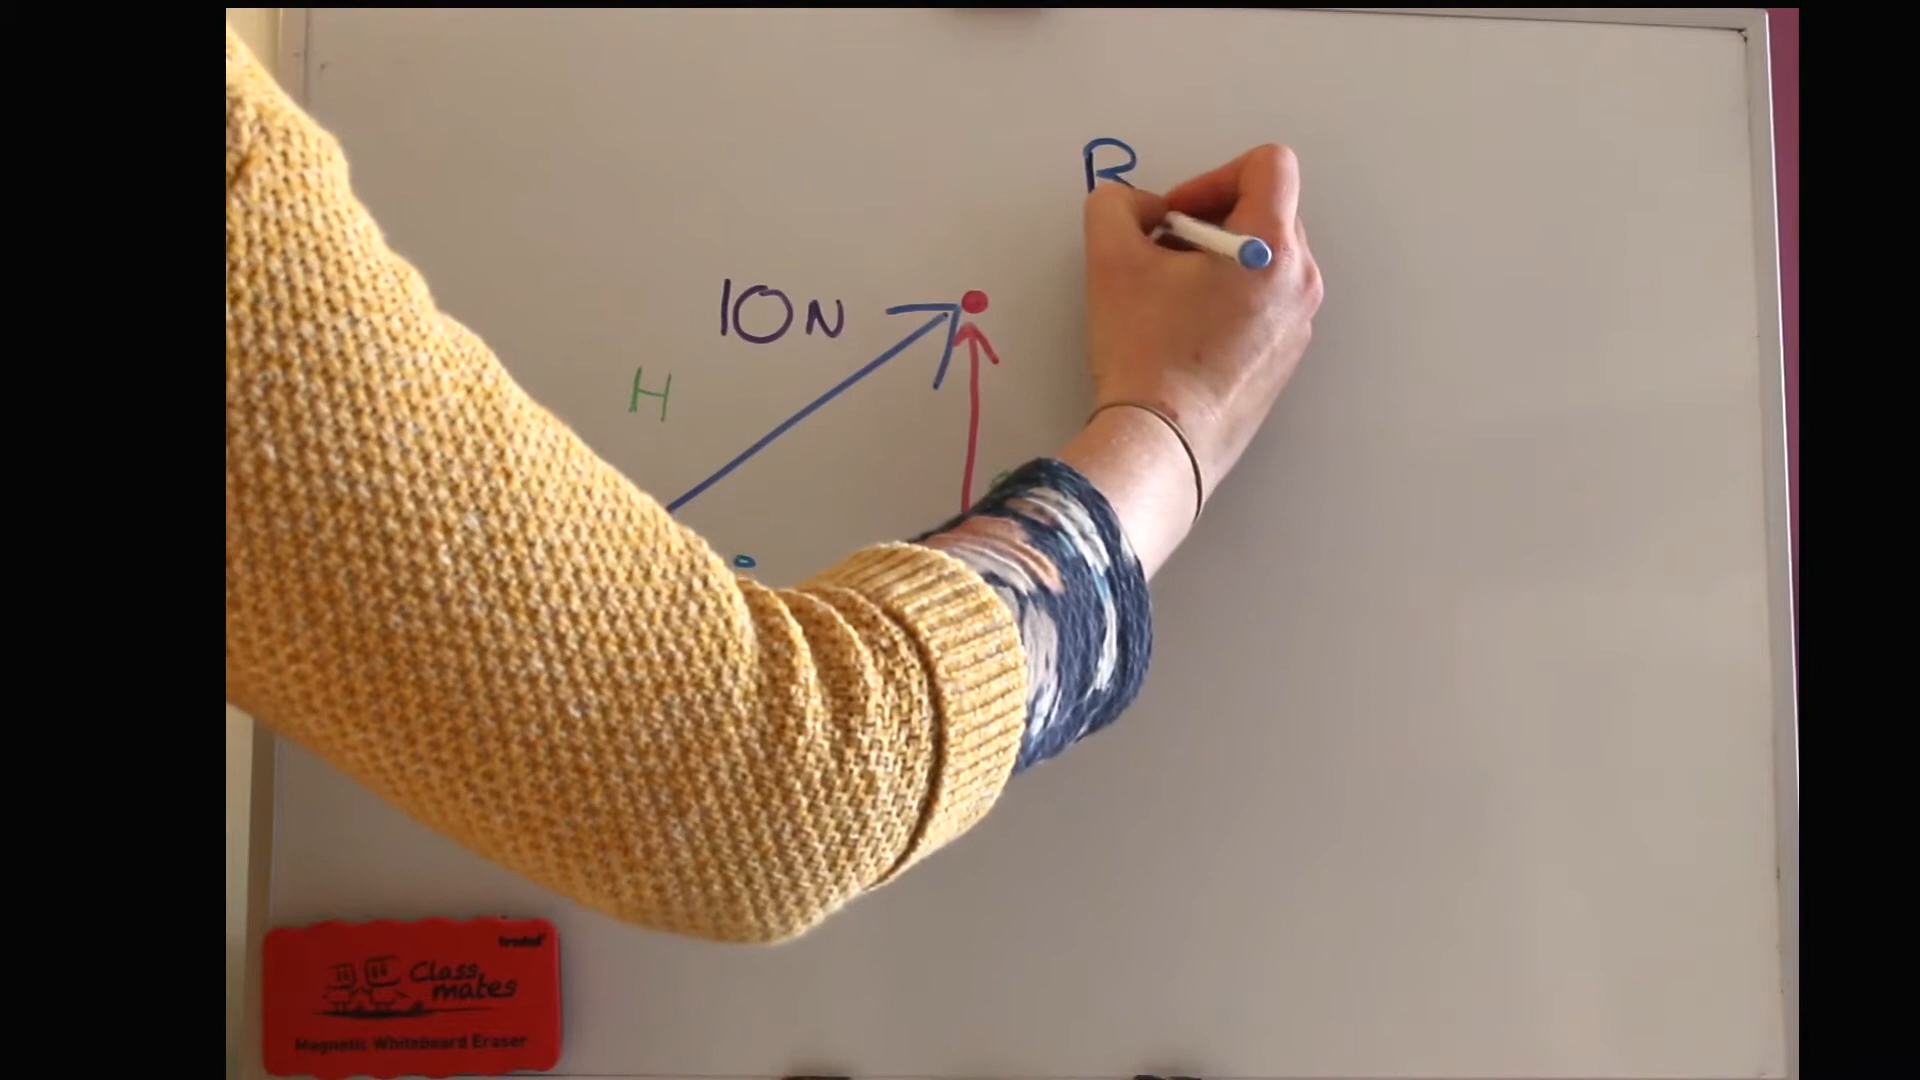 R
10N
H
Class
mates
Magnetic Whiteboard Eraser